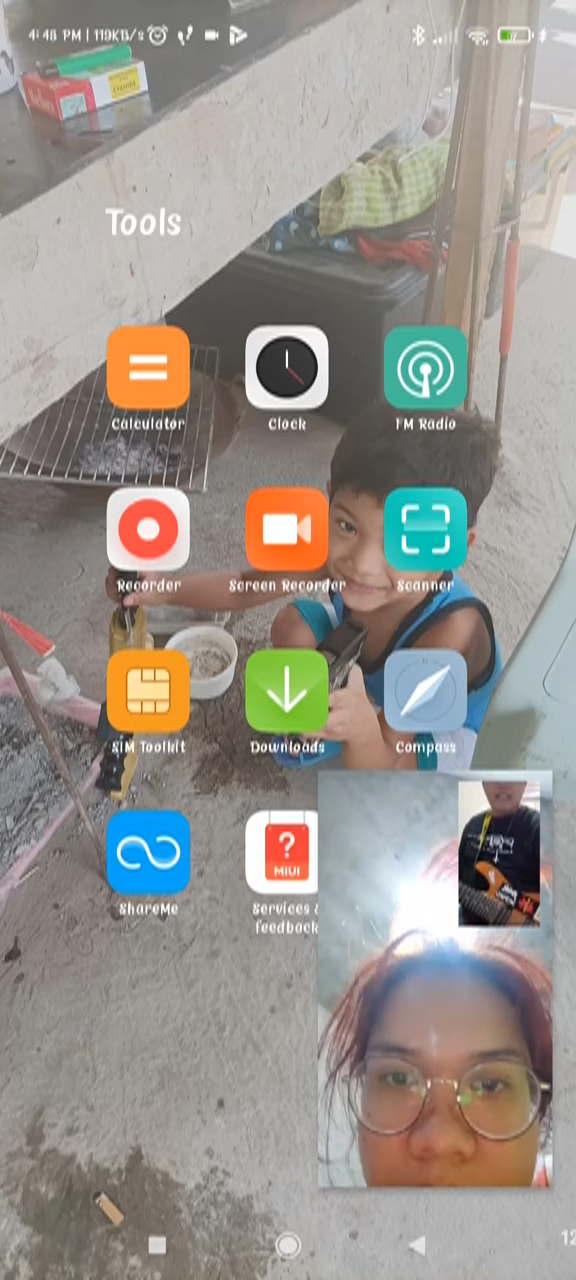 4:48 PM | 119KB/s
Tools
Calculator
Clock
FM Radio
Recorder
Screen Recorder
Scanner
SIM Toolkit
Downloads
Compass
ShareMe
?
MIUI
Services &
feedback
12